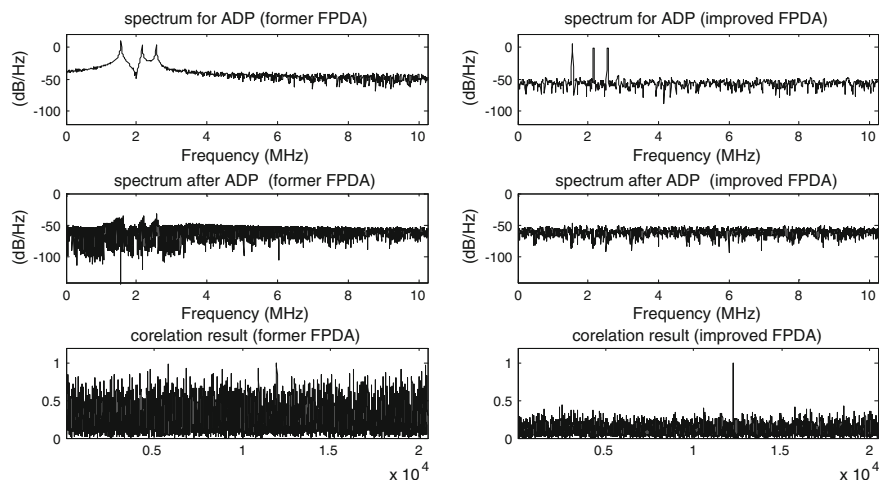 spectrum for ADP (former FPDA)
0
-50
-100
(dB/Hz)
0 2 4 6 8 10
Frequency (MHz)
spectrum for ADP (improved FPDA)
0
-50
-100
(dB/Hz)
0 2 4 6 8 10
Frequency (MHz)
spectrum after ADP (former FPDA)
0
-50
-100
(dB/Hz)
0 2 4 6 8 10
Frequency (MHz)
spectrum after ADP (improved FPDA)
0
-50
-100
(dB/Hz)
0 2 4 6 8 10
Frequency (MHz)
corelation result (former FPDA)
1
0.5
0
0.5 1 1.5 2
x 10^4
corelation result (improved FPDA)
1
0.5
0
0.5 1 1.5 2
x 10^4